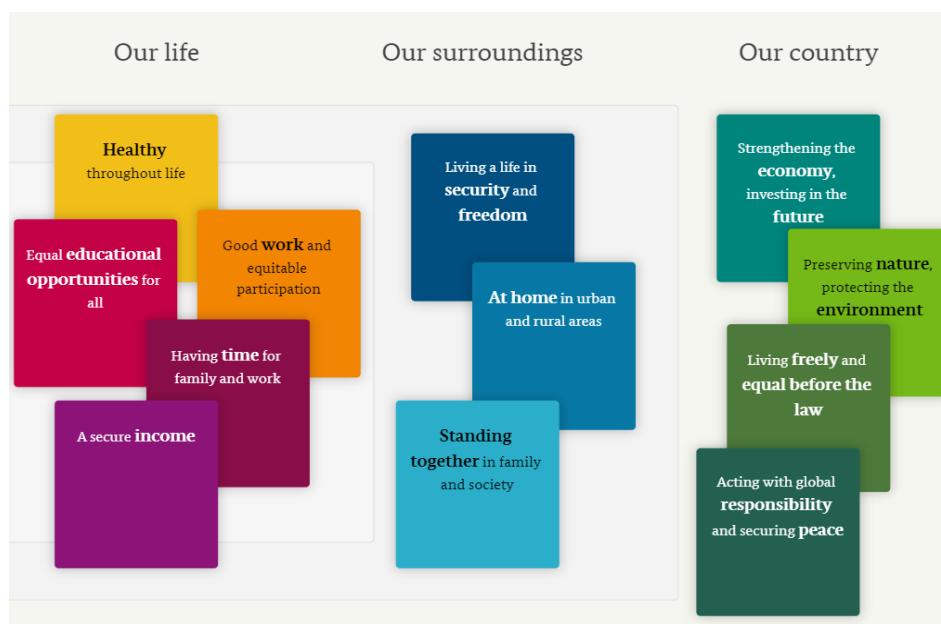 Our life
Our surroundings
Our country
Healthy
throughout life
Equal educational
opportunities for
all
Good work and
equitable
participation
Having time for
family and work
A secure income
Living a life in
security and
freedom
At home in urban
and rural areas
Standing
together in family
and society
Strengthening the
economy,
investing in the
future
Preserving nature,
protecting the
environment
Living freely and
equal before the
law
Acting with global
responsibility
and securing peace